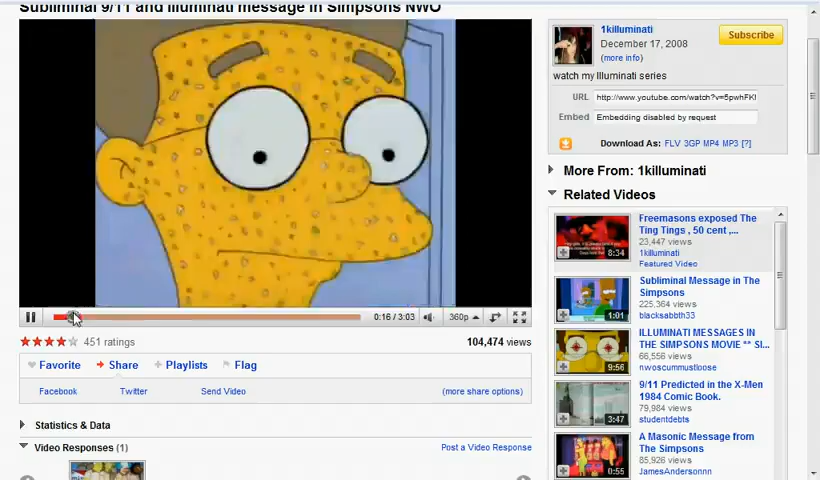 Subliminal 9/11 and Illuminati message in Simpsons NWO
1killuminati
December 17, 2008
(more info)
Subscribe
watch my Illuminati series
URL
http://www.youtube.com/watch?v=6pwhFKl
Embed
Embedding disabled by request
Download As: FLV 3GP MP4 MP3 [?]
More From: 1killuminati
Related Videos
Freemasons exposed The
Ting Tings , 50 cent ,...
23,447 views
1killuminati
Featured Video
8:34
Subliminal Message in The
Simpsons
225,364 views
blacksabbth33
1:01
ILLUMINATI MESSAGES IN
THE SIMPSONS MOVIE ** SI...
66,556 views
nwoscummustloose
9:56
9/11 Predicted in the X-Men
1984 Comic Book.
79,984 views
studentdebts
3:47
A Masonic Message from
The Simpsons
85,926 views
JamesAndersonnn
0:55
0:16 / 3:03
360p
451 ratings
104,474 views
Favorite
Share
Playlists
Flag
Facebook
Twitter
Send Video
(more share options)
Statistics & Data
Video Responses (1)
Post a Video Response